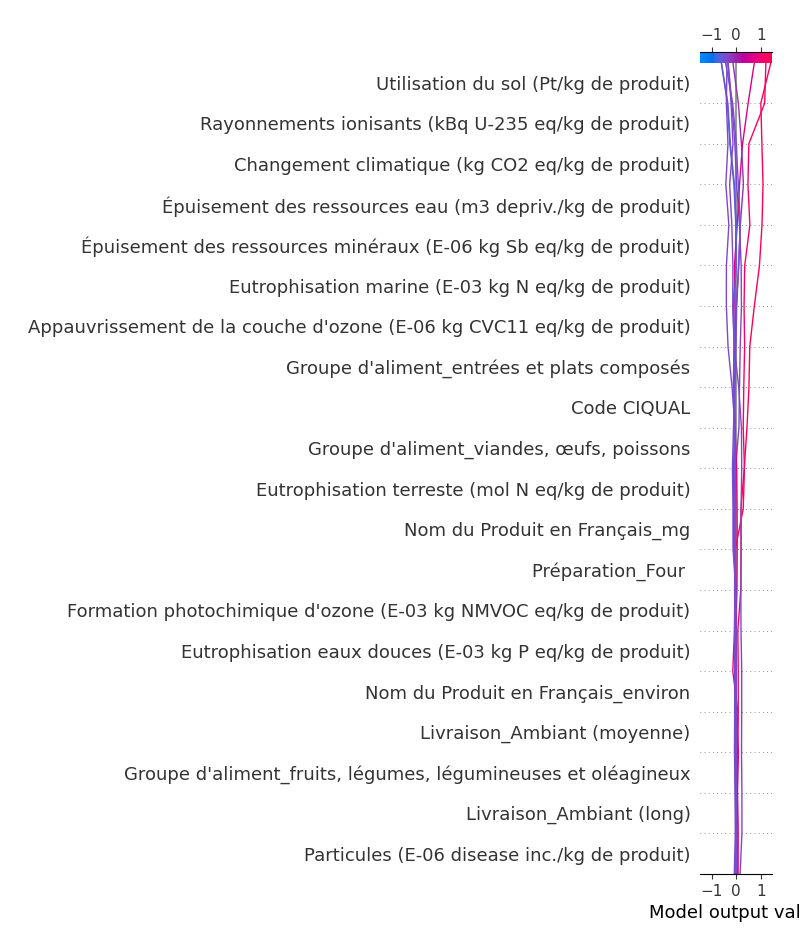 −1 0 1
Utilisation du sol (Pt/kg de produit)
Rayonnements ionisants (kBq U-235 eq/kg de produit)
Changement climatique (kg CO2 eq/kg de produit)
Épuisement des ressources eau (m3 depriv./kg de produit)
Épuisement des ressources minéraux (E-06 kg Sb eq/kg de produit)
Eutrophisation marine (E-03 kg N eq/kg de produit)
Appauvrissement de la couche d'ozone (E-06 kg CVC11 eq/kg de produit)
Groupe d'aliment_entrées et plats composés
Code CIQUAL
Groupe d'aliment_viandes, œufs, poissons
Eutrophisation terreste (mol N eq/kg de produit)
Nom du Produit en Français_mg
Préparation_Four
Formation photochimique d'ozone (E-03 kg NMVOC eq/kg de produit)
Eutrophisation eaux douces (E-03 kg P eq/kg de produit)
Nom du Produit en Français_environ
Livraison_Ambiant (moyenne)
Groupe d'aliment_fruits, légumes, légumineuses et oléagineux
Livraison_Ambiant (long)
Particules (E-06 disease inc./kg de produit)
−1 0 1
Model output val